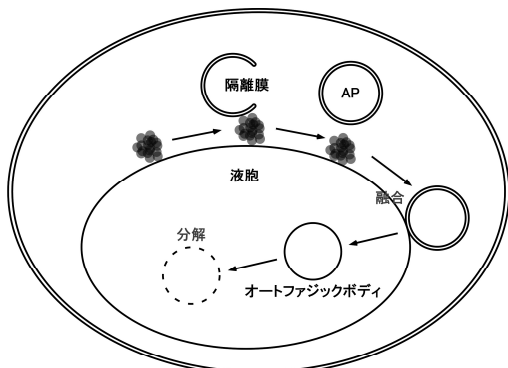 隔離膜
AP
液胞
融合
分解
オートファジックボディ